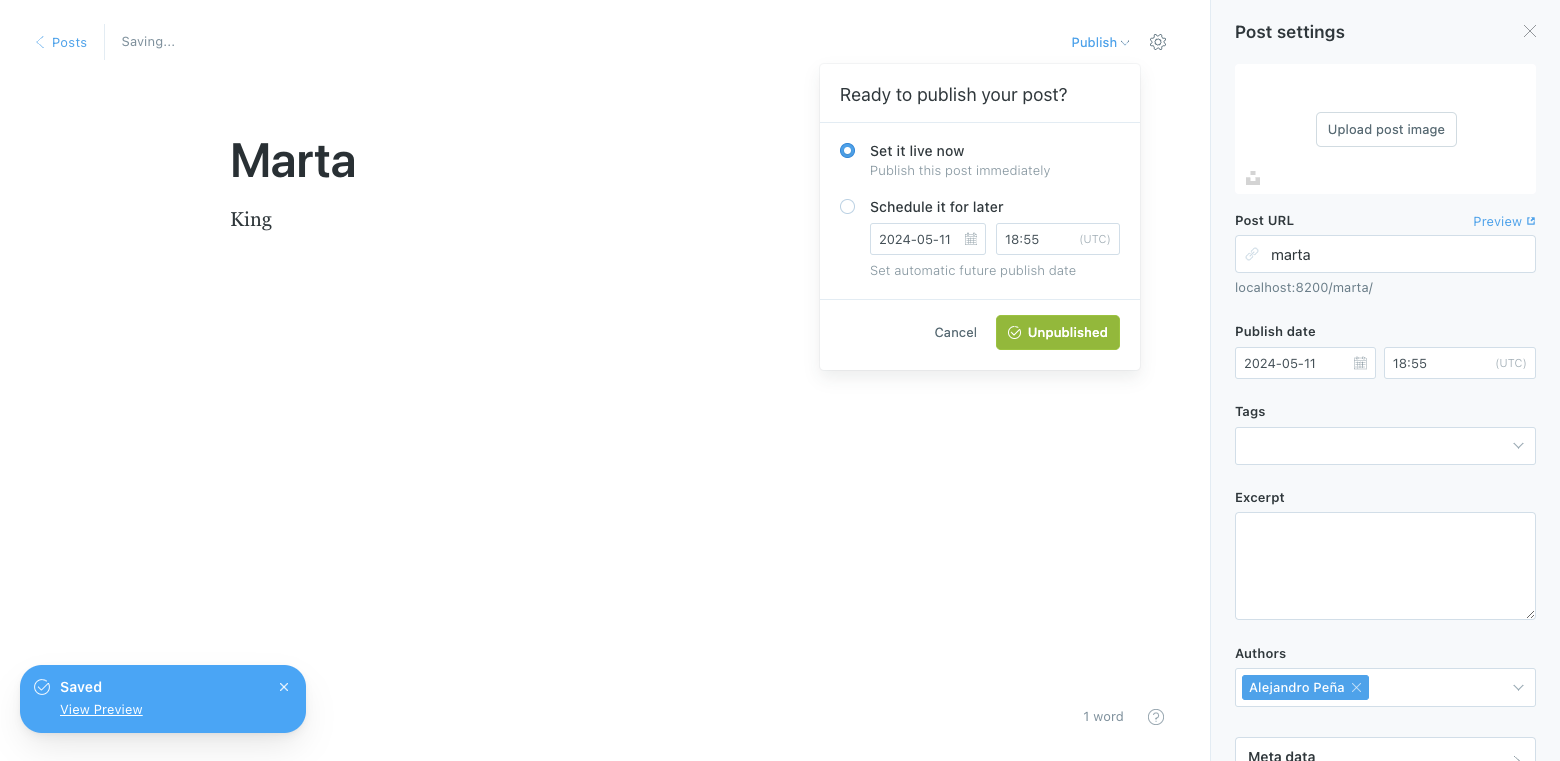 Posts
Saving...
Publish
Marta
King
Ready to publish your post?
Set it live now
Publish this post immediately
Schedule it for later
2024-05-11
18:55 (UTC)
Set automatic future publish date
Cancel
Unpublished
Saved
View Preview
1 word
?
Post settings
Upload post image
Post URL Preview
marta
localhost:8200/marta/
Publish date
2024-05-11
18:55 (UTC)
Tags
Excerpt
Authors
Alejandro Peña
Meta data